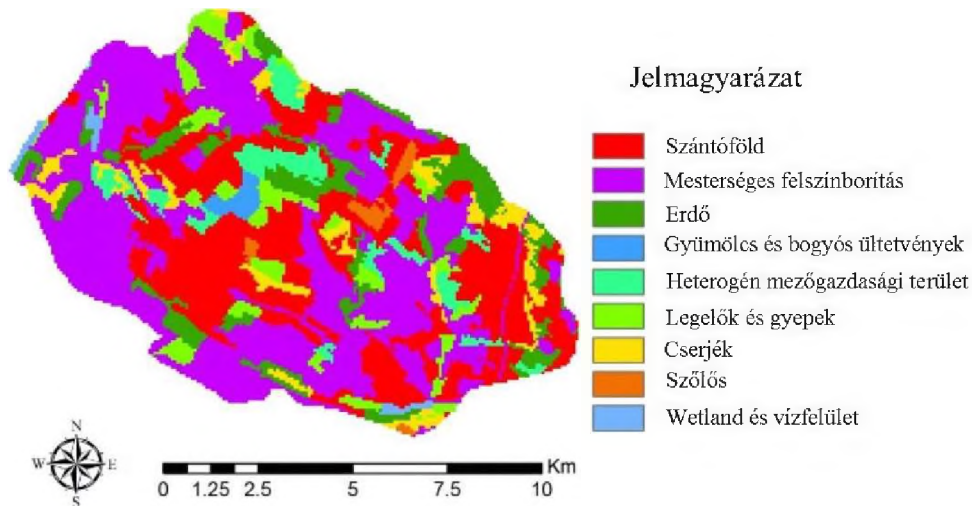 Jelmagyarázat
Szántóföld
Mesterséges felszínborítás
Erdő
Gyümölcs és bogyós ültetvények
Heterogén mezőgazdasági terület
Legelők és gyepek
Cserjék
Szőlős
Wetland és vízfelület
N
W E
S
Km
0 1.25 2.5 5 7.5 10